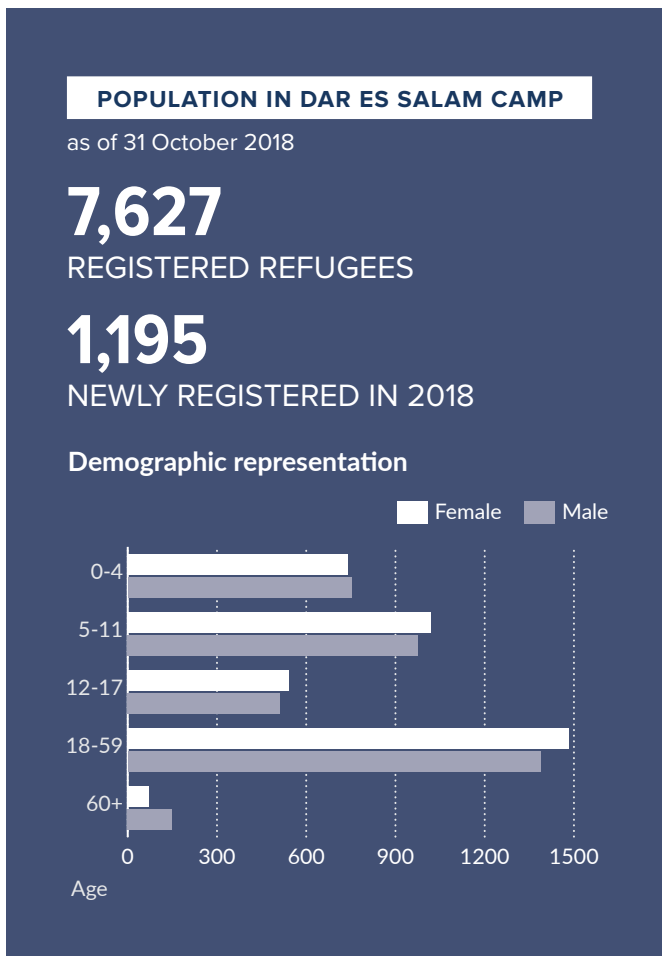 POPULATION IN DAR ES SALAM CAMP
as of 31 October 2018
7,627
REGISTERED REFUGEES
1,195
NEWLY REGISTERED IN 2018
Demographic representation
Female Male
0-4
5-11
12-17
18-59
60+
0 300 600 900 1200 1500
Age